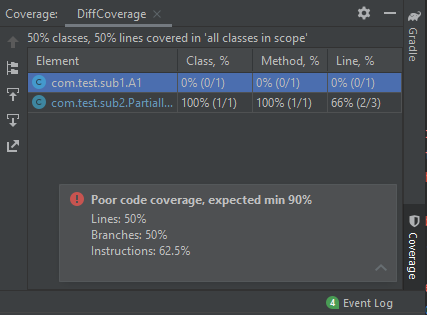 Coverage: DiffCoverage
50% classes, 50% lines covered in 'all classes in scope'
Element Class, % Method, % Line, %
com.test.sub1.A1 0% (0/1) 0% (0/1) 0% (0/1)
com.test.sub2.Partiall... 100% (1/1) 100% (1/1) 66% (2/3)
Poor code coverage, expected min 90%
Lines: 50%
Branches: 50%
Instructions: 62.5%
Gradle
Coverage
4 Event Log